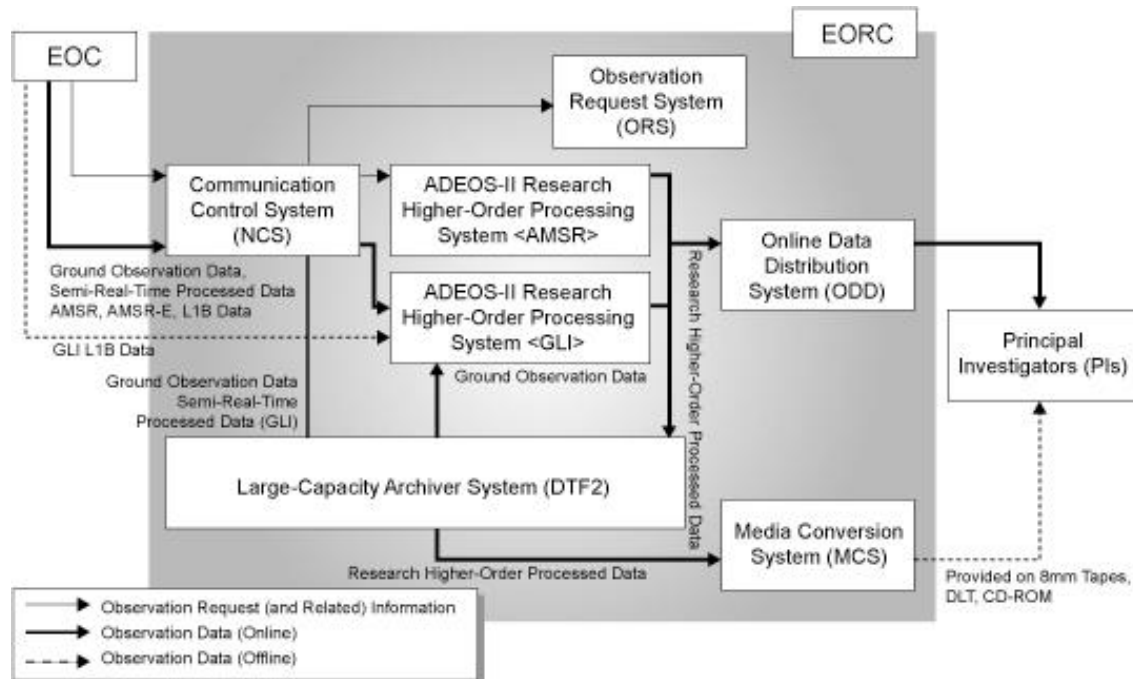 EOC
EORC
Observation
Request System
(ORS)
Communication
Control System
(NCS)
ADEOS-II Research
Higher-Order Processing
System <AMSR>
Online Data
Distribution
System (ODD)
Ground Observation Data,
Semi-Real-Time Processed Data
AMSR, AMSR-E, L1B Data
ADEOS-II Research
Higher-Order Processing
System <GLI>
Research Higher-Order Processed Data
Principal
Investigators (PIs)
GLI L1B Data
Ground Observation Data
Semi-Real-Time
Processed Data (GLI)
Ground Observation Data
Large-Capacity Archiver System (DTF2)
Media Conversion
System (MCS)
Research Higher-Order Processed Data
Provided on 8mm Tapes,
DLT, CD-ROM
Observation Request (and Related) Information
Observation Data (Online)
Observation Data (Offline)